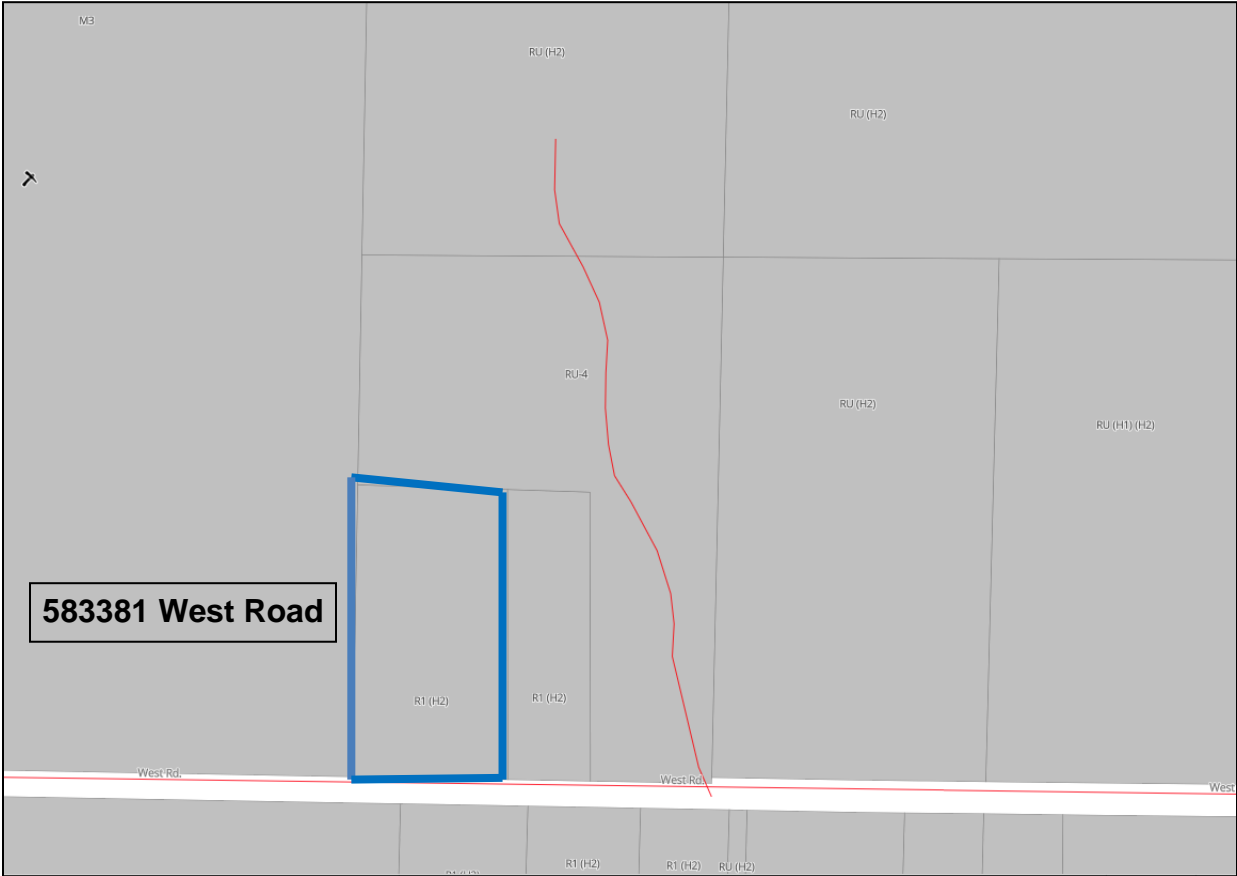 M3
RU (H2)
RU (H2)
RU-4
RU (H2)
RU (H1) (H2)
583381 West Road
R1 (H2)
R1 (H2)
West Rd.
West Rd.
West
R1 (H2)
R1 (H2)
RU (H2)